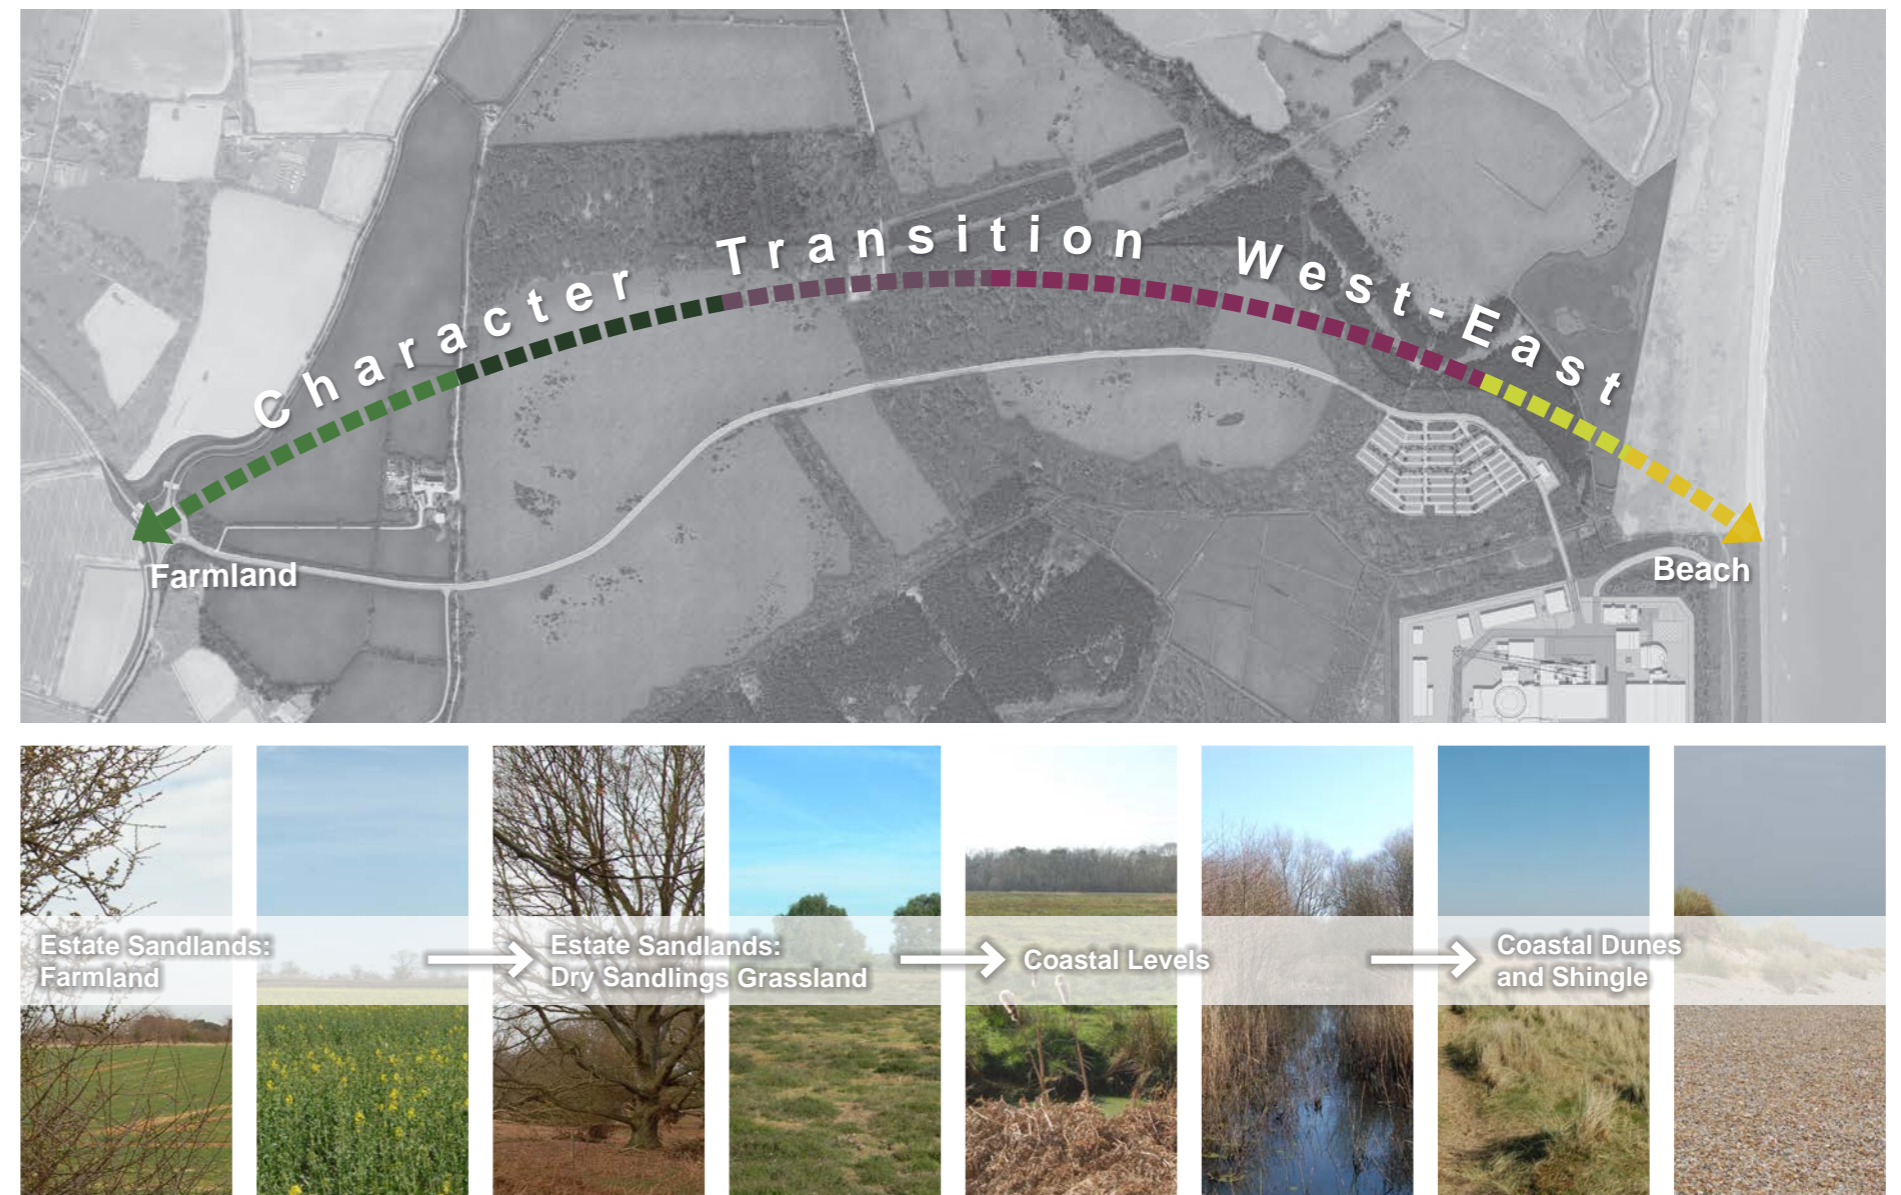 Character Transition West-East
Farmland
Beach
Estate Sandlands:
Farmland
Estate Sandlands:
Dry Sandlings Grassland
Coastal Levels
Coastal Dunes
and Shingle